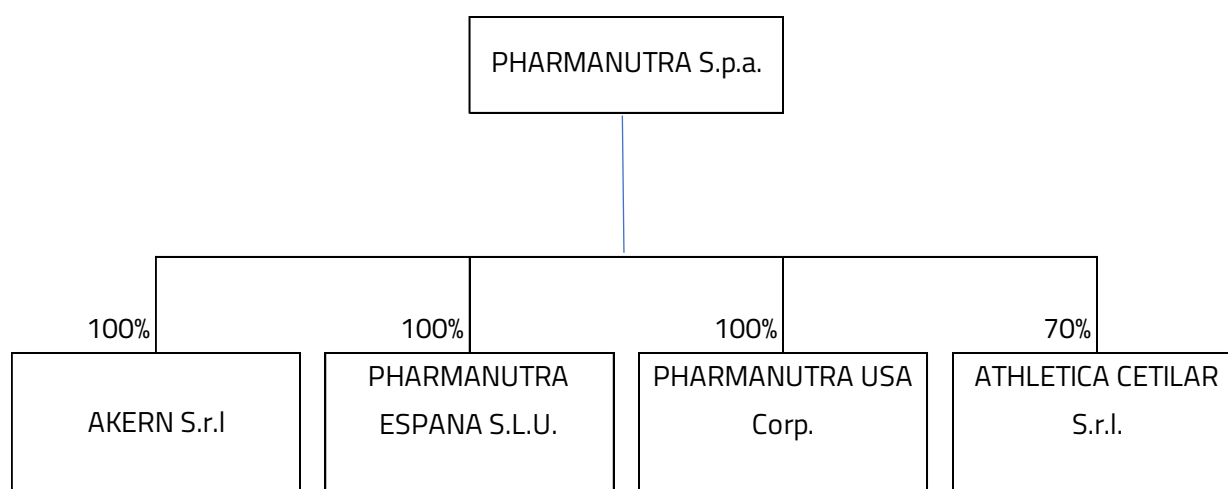 PHARMANUTRA S.p.a.
100%
100%
100%
70%
AKERN S.r.l
PHARMANUTRA
ESPANA S.L.U.
PHARMANUTRA USA
Corp.
ATHLETICA CETILAR
S.r.l.